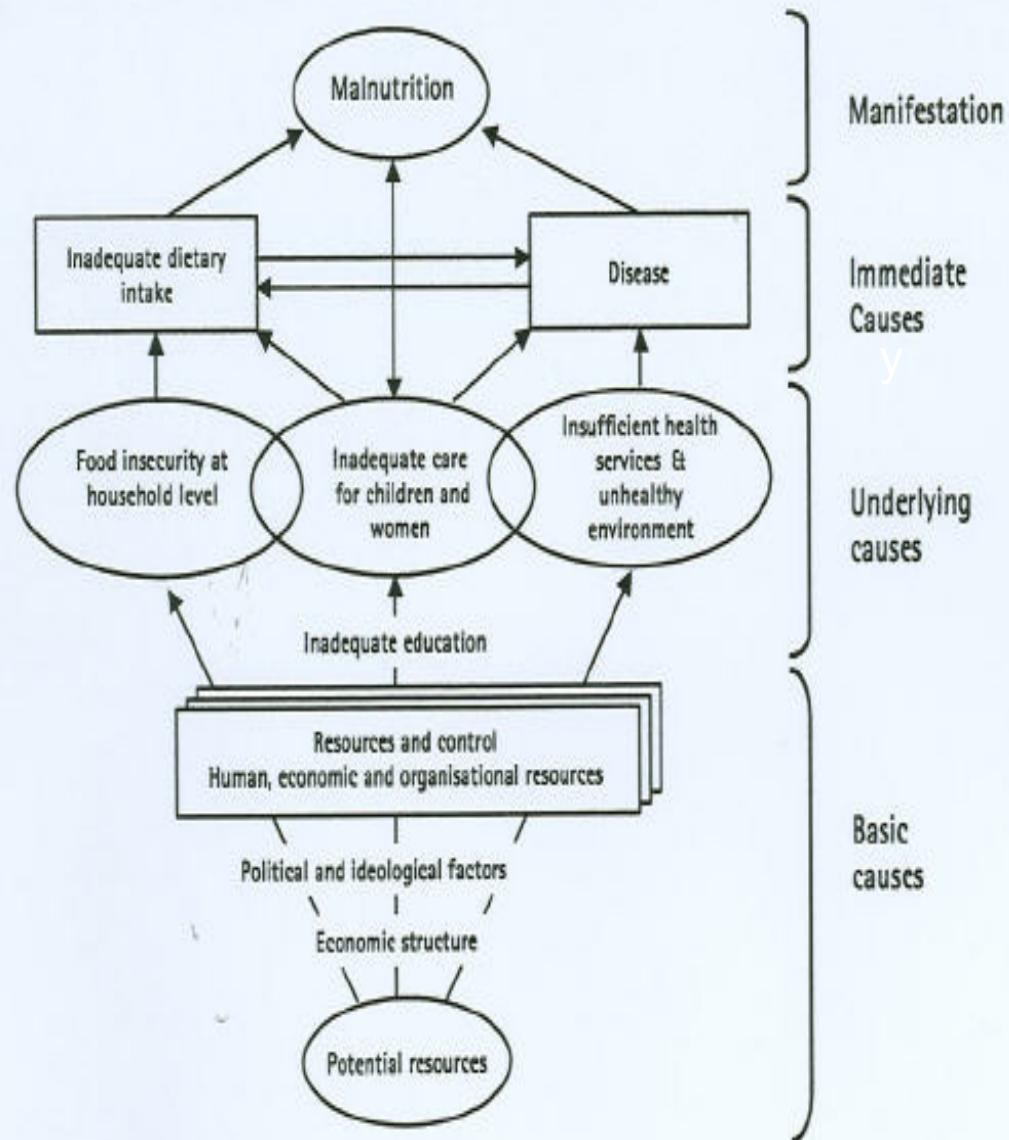 Malnutrition
Manifestation
Inadequate dietary
intake
Disease
Immediate
Causes
y
Food insecurity at
household level
Inadequate care
for children and
women
Insufficient health
services &
unhealthy
environment
Underlying
causes
Inadequate education
Resources and control
Human, economic and organisational resources
Political and ideological factors
Economic structure
Basic
causes
Potential resources